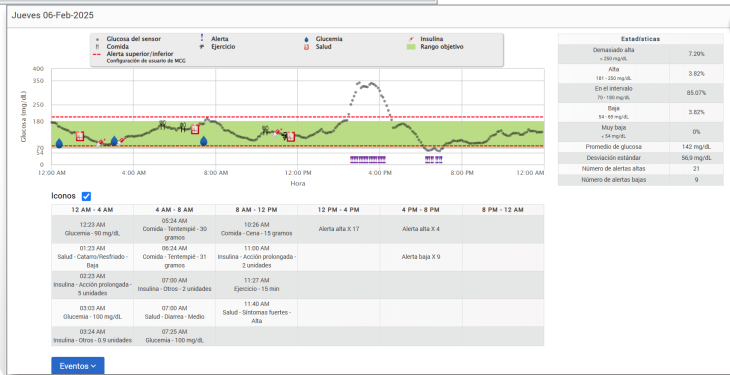 Jueves 06-Feb-2025
Glucosa del sensor
Alerta
Glucemia
Insulina
Comida
Ejercicio
Salud
Rango objetivo
Alerta superior/inferior
Configuración de usuario de MCG
Glucosa (mg/dL)
400
350
250
180
70
54
0
12:00 AM
4:00 AM
8:00 AM
12:00 PM
4:00 PM
8:00 PM
12:00 AM
Hora
Iconos
12 AM - 4 AM
4 AM - 8 AM
8 AM - 12 PM
12 PM - 4 PM
4 PM - 8 PM
8 PM - 12 AM
12:23 AM
Glucemia - 90 mg/dL
05:24 AM
Comida - Tentempié - 30
gramos
10:26 AM
Comida - Cena - 15 gramos
Alerta alta X 17
Alerta alta X 4
01:23 AM
Salud - Catarro/Resfriado -
Baja
06:24 AM
Comida - Tentempié - 31
gramos
11:00 AM
Insulina - Acción prolongada -
2 unidades
Alerta baja X 9
02:23 AM
Insulina - Acción prolongada -
5 unidades
07:00 AM
Insulina - Otros - 2 unidades
11:27 AM
Ejercicio - 15 min
03:03 AM
Glucemia - 100 mg/dL
07:00 AM
Salud - Diarrea - Medio
11:40 AM
Salud - Síntomas fuertes -
Alta
03:24 AM
Insulina - Otros - 0.9 unidades
07:25 AM
Glucemia - 100 mg/dL
Eventos
Estadísticas
Demasiado alta
> 250 mg/dL
7.29%
Alta
181 - 250 mg/dL
3.82%
En el intervalo
70 - 180 mg/dL
85.07%
Baja
54 - 69 mg/dL
3.82%
Muy baja
< 54 mg/dL
0%
Promedio de glucosa
142 mg/dL
Desviación estándar
56,9 mg/dL
Número de alertas altas
21
Número de alertas bajas
9